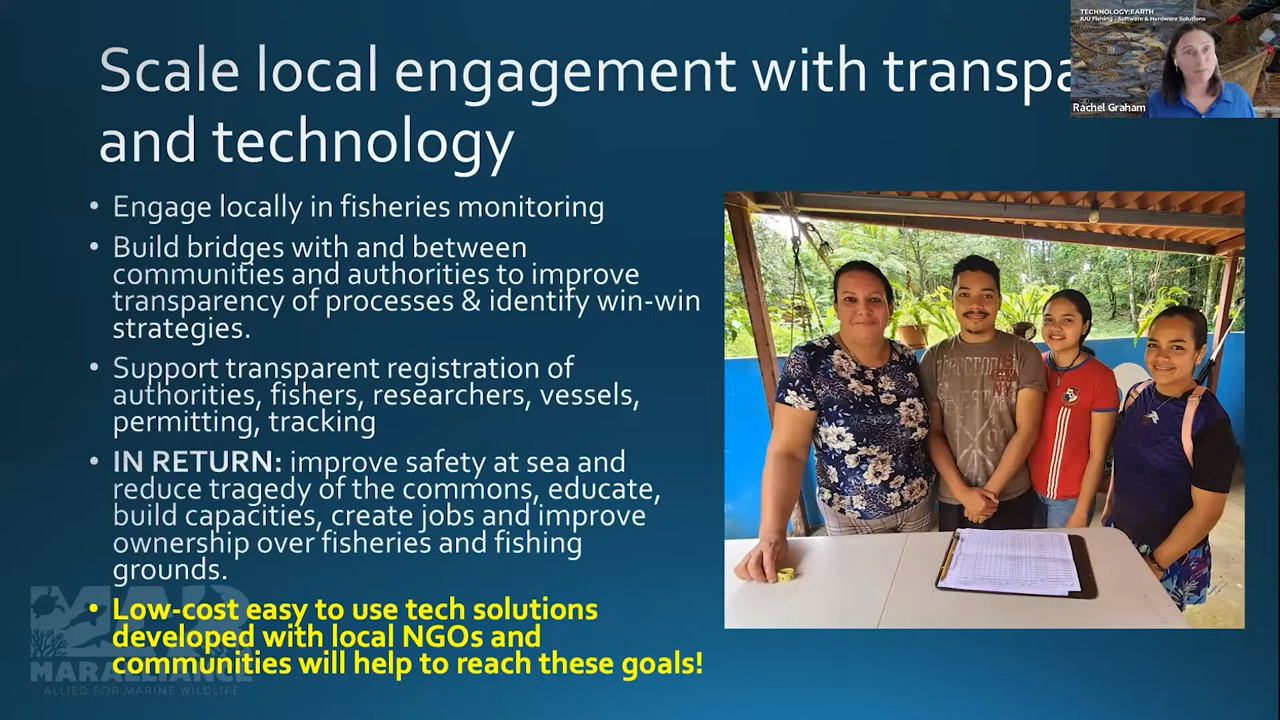 Scale local engagement with transpa
and technology
• Engage locally in fisheries monitoring
• Build bridges with and between
communities and authorities to improve
transparency of processes & identify win-win
strategies.
• Support transparent registration of
authorities, fishers, researchers, vessels,
permitting, tracking
• IN RETURN: improve safety at sea and
reduce tragedy of the commons, educate,
build capacities, create jobs and improve
ownership over fisheries and fishing
grounds.
• Low-cost easy to use tech solutions
developed with local NGOs and
communities will help to reach these goals!
TECHNOLOGY:EARTH
IUU Fishing - Software & Hardware Solutions
Rachel Graham
MARALLIANCE
ALLIED FOR MARINE WILDLIFE